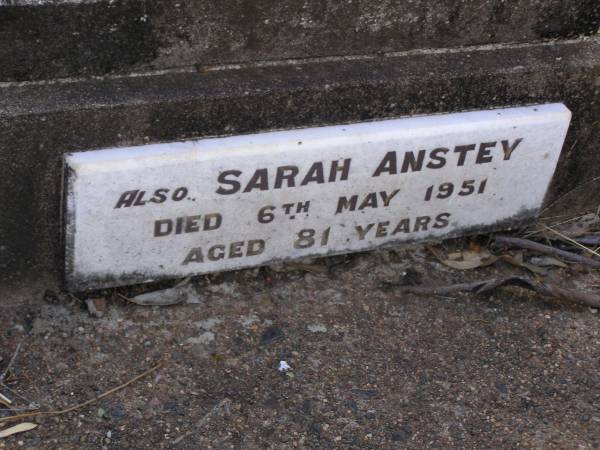 ALSO SARAH ANSTEY
DIED 6TH MAY 1951
AGED 81 YEARS